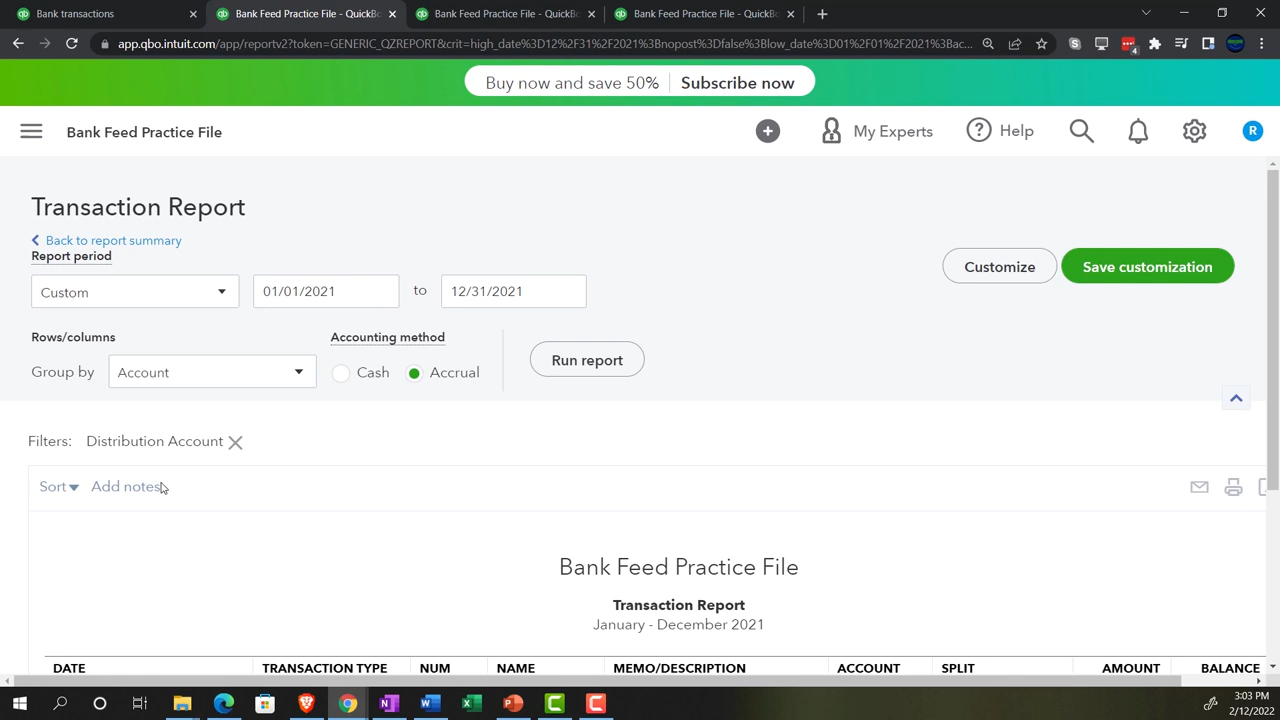 Bank transactions
Bank Feed Practice File - QuickBo
Bank Feed Practice File - QuickBo
Bank Feed Practice File - QuickBo
app.qbo.intuit.com/app/reportv2?token=GENERIC_QZREPORT&crit=high_date%3D12%2F31%2F2021%3Bnopost%3Dfalse%3Blow_date%3D01%2F01%2F2021%3Bac...
4
Buy now and save 50% Subscribe now
Bank Feed Practice File
My Experts
Help
R
Transaction Report
Back to report summary
Report period
Custom
01/01/2021
to
12/31/2021
Customize
Save customization
Rows/columns
Accounting method
Group by
Account
Cash
Accrual
Run report
Filters: Distribution Account
Sort
Add notes
Bank Feed Practice File
Transaction Report
January - December 2021
DATE TRANSACTION TYPE NUM NAME MEMO/DESCRIPTION ACCOUNT SPLIT AMOUNT BALANCE
3:03 PM
2/12/2022